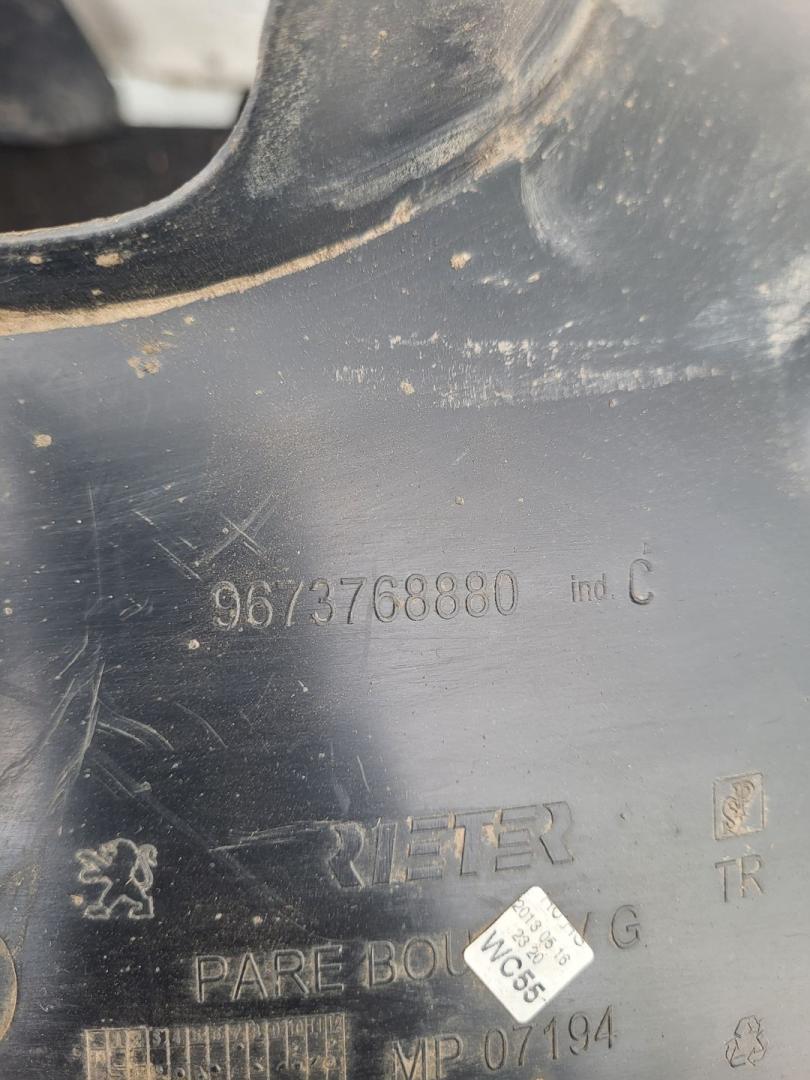 9673768880 ind. C
RIETER
TR
PARE BOU G
2013 05 16
23 20
WC55-
MP 07194